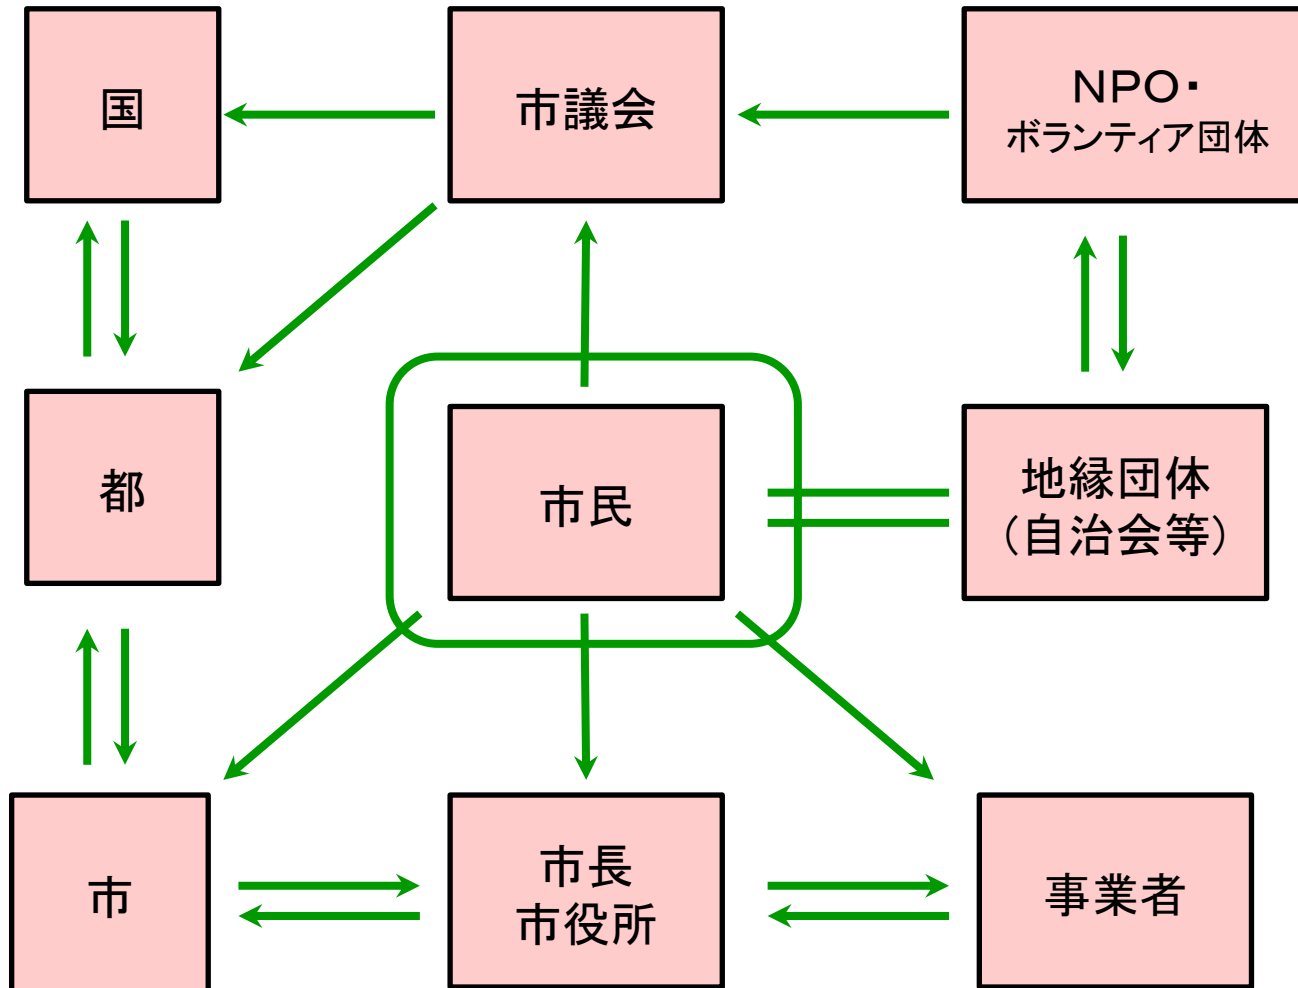 国
市議会
ＮＰＯ・
ボランティア団体
都
市民
地縁団体
（自治会等）
市
市長
市役所
事業者